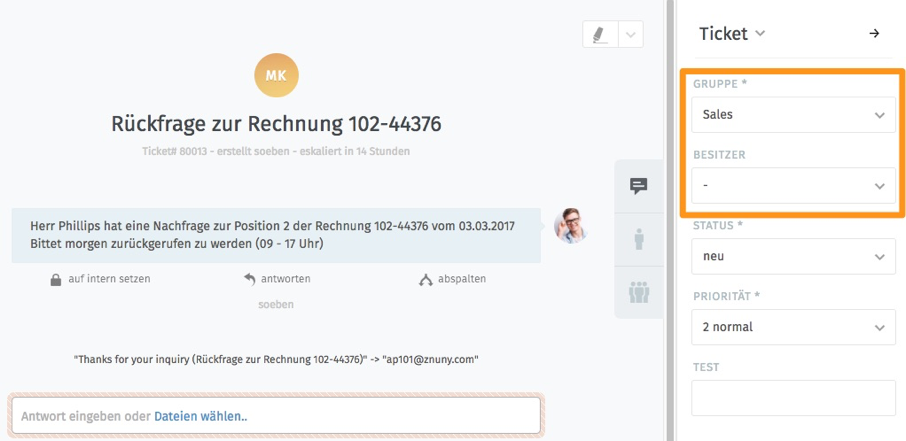 MK
Rückfrage zur Rechnung 102-44376
Ticket# 80013 - erstellt soeben - eskaliert in 14 Stunden
Herr Phillips hat eine Nachfrage zur Position 2 der Rechnung 102-44376 vom 03.03.2017
Bittet morgen zurückgerufen zu werden (09 - 17 Uhr)
auf intern setzen
antworten
abspalten
soeben
"Thanks for your inquiry (Rückfrage zur Rechnung 102-44376)" -> "ap101@znuny.com"
Antwort eingeben oder Dateien wählen..
Ticket
GRUPPE *
Sales
BESITZER
-
STATUS *
neu
PRIORITÄT *
2 normal
TEST